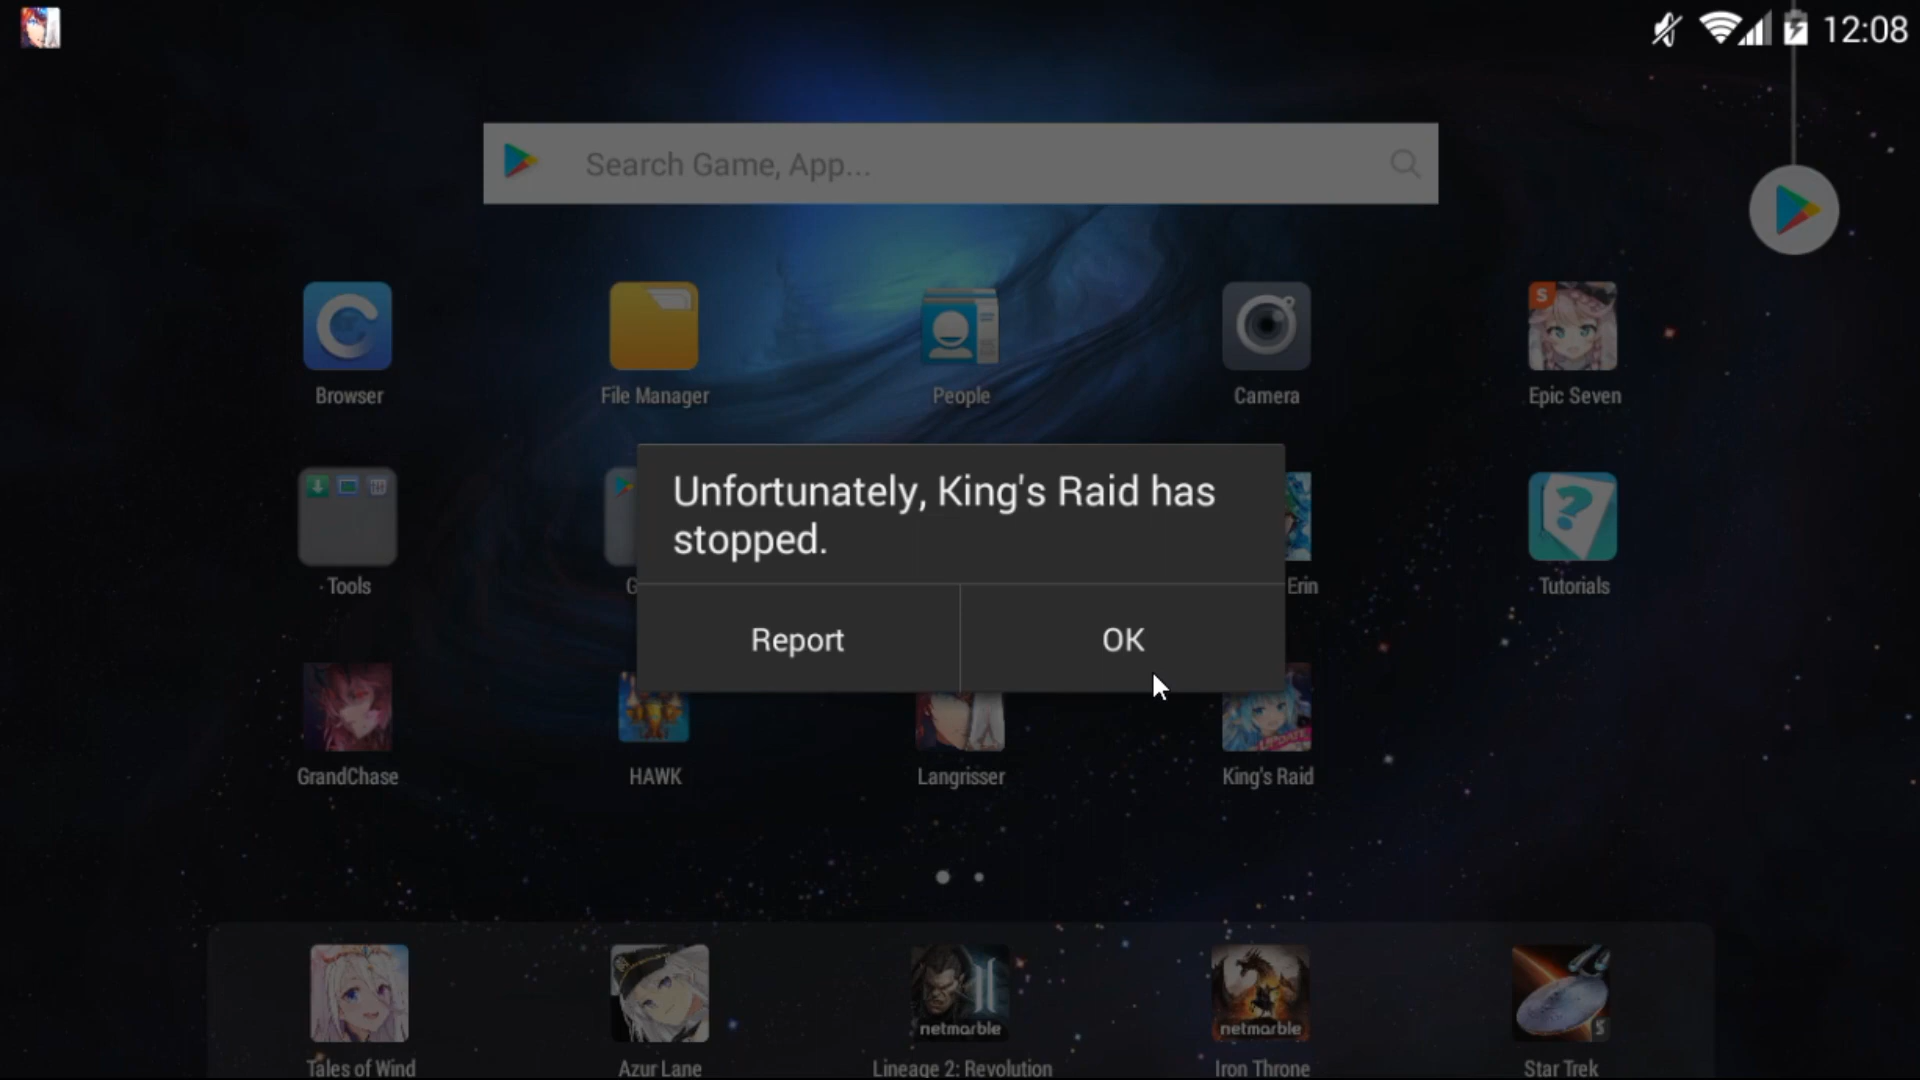 12:08
Search Game, App...
Browser
File Manager
People
Camera
S
Epic Seven
Unfortunately, King's Raid has
stopped.
Tools
G
Erin
Tutorials
Report
OK
UPDATE
GrandChase
HAWK
Langrisser
King's Raid
netmarble
netmarble
S
Tales of Wind
Azur Lane
Lineage 2: Revolution
Iron Throne
Star Trek